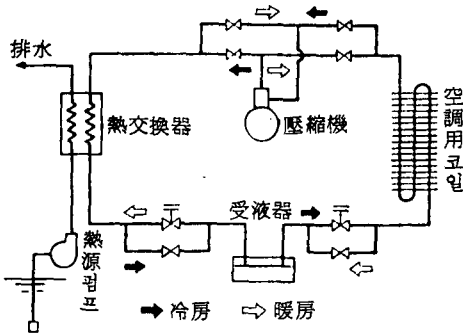 排水
熱交換器
壓縮機
空調用코일
受液器
熱源펌프
冷房
暖房